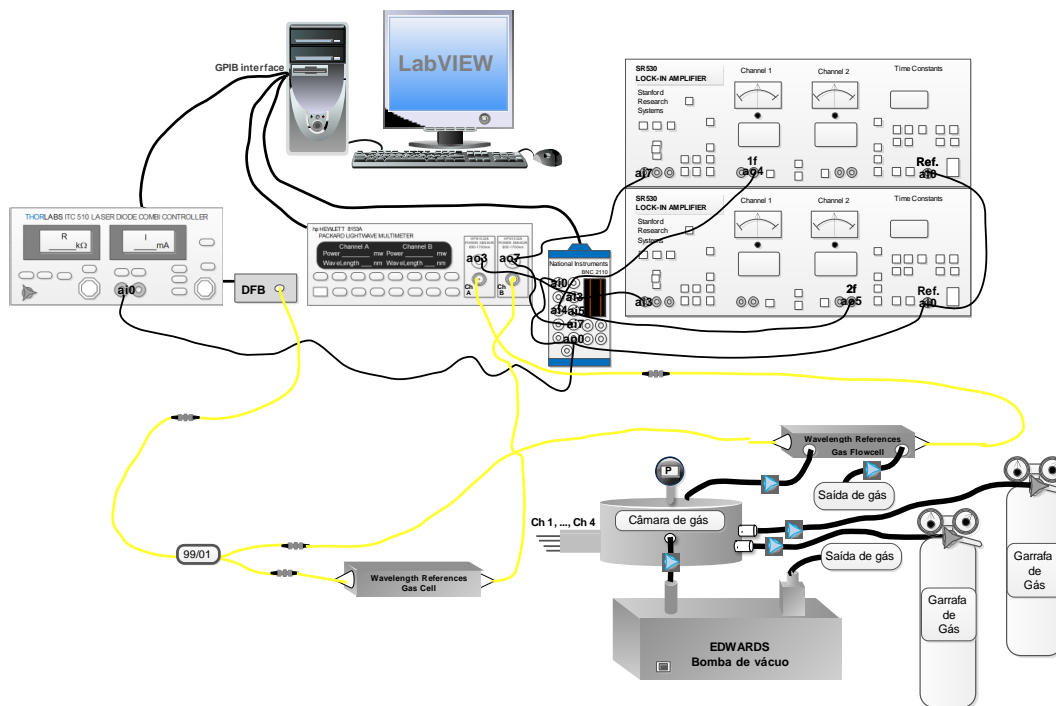 GPIB interface
LabVIEW
SR530
LOCK-IN AMPLIFIER
Channel 1
Channel 2
Time Constants
Stanford
Research
Systems
ai7
1f
ao4
Ref.
ai0
SR530
LOCK-IN AMPLIFIER
Channel 1
Channel 2
Time Constants
Stanford
Research
Systems
ai3
2f
ao5
Ref.
ai0
THORLABS ITC 510 LASER DIODE COMBI CONTROLLER
R
kΩ
I
mA
ai0
DFB
hp HEWLETT 8153A
PACKARD LIGHTWAVE MULTIMETER
Channel A Channel B
Power ___ mw Power ___ mw
WaveLength ___ nm WaveLength ___ nm
ao3
ao7
Ch
A
Ch
B
National Instruments
BNC 2110
ai0
ai3
ai4 ai5
ai7
ao0
Wavelength References
Gas Flowcell
P
Saída de gás
Câmara de gás
Ch 1, ..., Ch 4
Saída de gás
99/01
Wavelength References
Gas Cell
EDWARDS
Bomba de vácuo
Garrafa
de
Gás
Garrafa
de
Gás